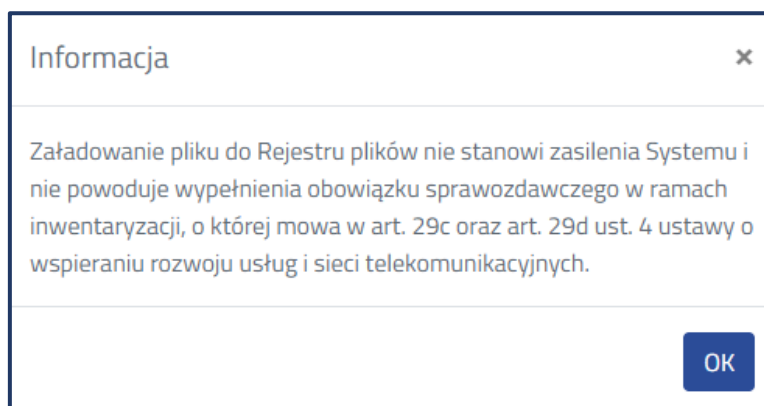 Informacja
×
Załadowanie pliku do Rejestru plików nie stanowi zasilenia Systemu i
nie powoduje wypełnienia obowiązku sprawozdawczego w ramach
inwentaryzacji, o której mowa w art. 29c oraz art. 29d ust. 4 ustawy o
wspieraniu rozwoju usług i sieci telekomunikacyjnych.
OK